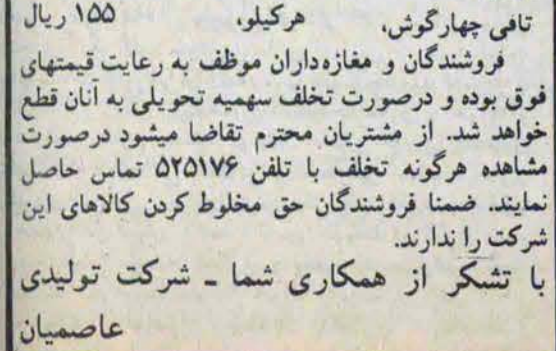 تافی چهارگوش، هرکیلو، ۱۵۵ ریال
فروشندگان و مغازه‌داران موظف به رعایت قیمتهای
فوق بوده و درصورت تخلف سهمیه تحویلی به آنان قطع
خواهد شد. از مشتریان محترم تقاضا میشود درصورت
مشاهده هرگونه تخلف با تلفن ۵۲۵۱۷۶ تماس حاصل
نمایند. ضمنا فروشندگان حق مخلوط کردن کالاهای این
شرکت را ندارند.
با تشکر از همکاری شما ـ شرکت تولیدی
عاصمیان